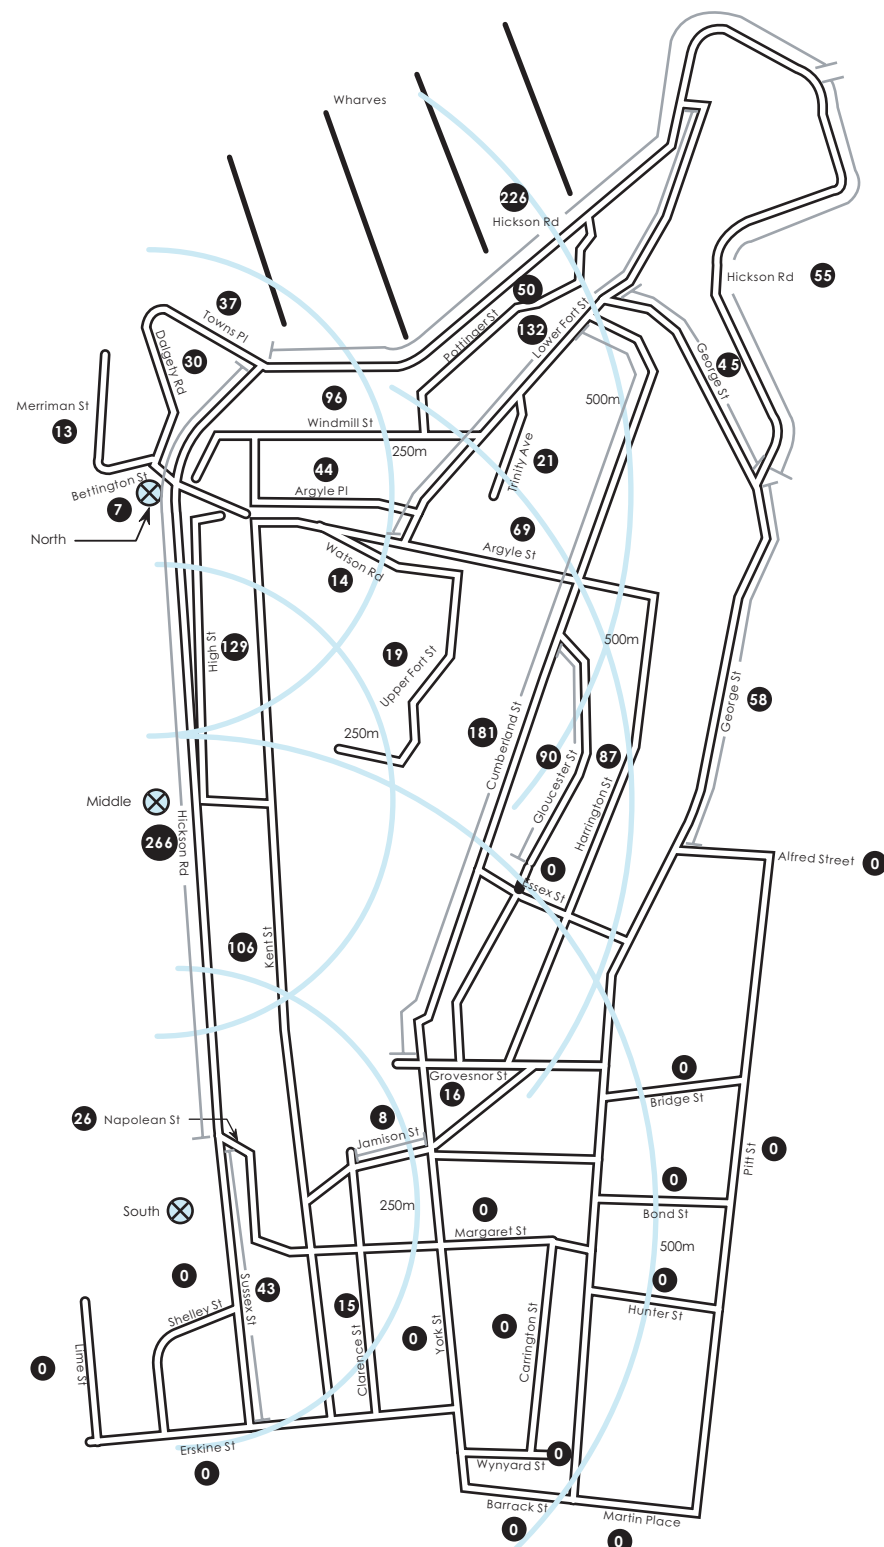 Wharves
226
Hickson Rd
55
Hickson Rd
37
Towns Pl
50
Pottinger St
132
Lower Fort St
Dalgety Rd
30
George St
45
Merriman St
13
96
Windmill St
500m
250m
44
Argyle Pl
Trinity Ave
21
Bettington St
7
North
69
Argyle St
Watson Rd
14
High St
129
19
Upper Fort St
500m
250m
181
Cumberland St
90
Gloucester St
87
Harrington St
George St
58
Middle
266
Hickson Rd
Alfred Street
0
0
Essex St
106
Kent St
Grovesnor St
16
0
Bridge St
26
Napolean St
8
Jamison St
Pitt St
0
South
250m
0
Margaret St
0
Bond St
500m
0
Hunter St
0
Shelley St
Sussex St
43
15
Clarence St
0
York St
0
Carrington St
0
Lime St
Erskine St
0
0
Wynyard St
Barrack St
0
Martin Place
0